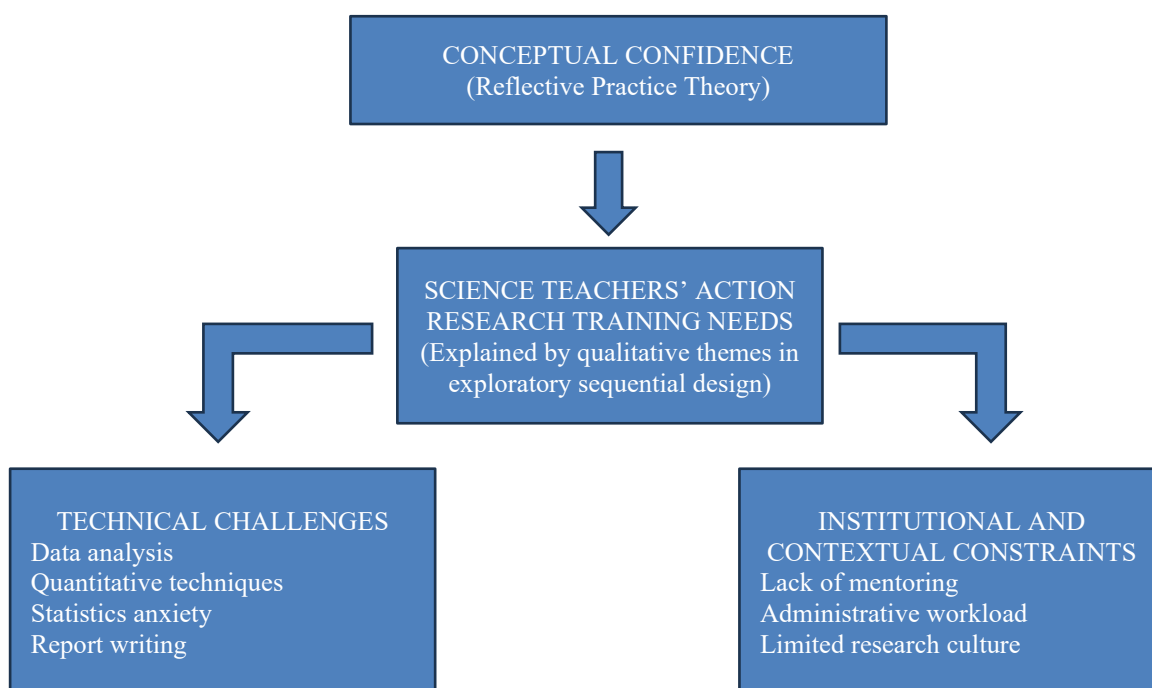 CONCEPTUAL CONFIDENCE
(Reflective Practice Theory)
SCIENCE TEACHERS’ ACTION
RESEARCH TRAINING NEEDS
(Explained by qualitative themes in
exploratory sequential design)
TECHNICAL CHALLENGES
Data analysis
Quantitative techniques
Statistics anxiety
Report writing
INSTITUTIONAL AND
CONTEXTUAL CONSTRAINTS
Lack of mentoring
Administrative workload
Limited research culture